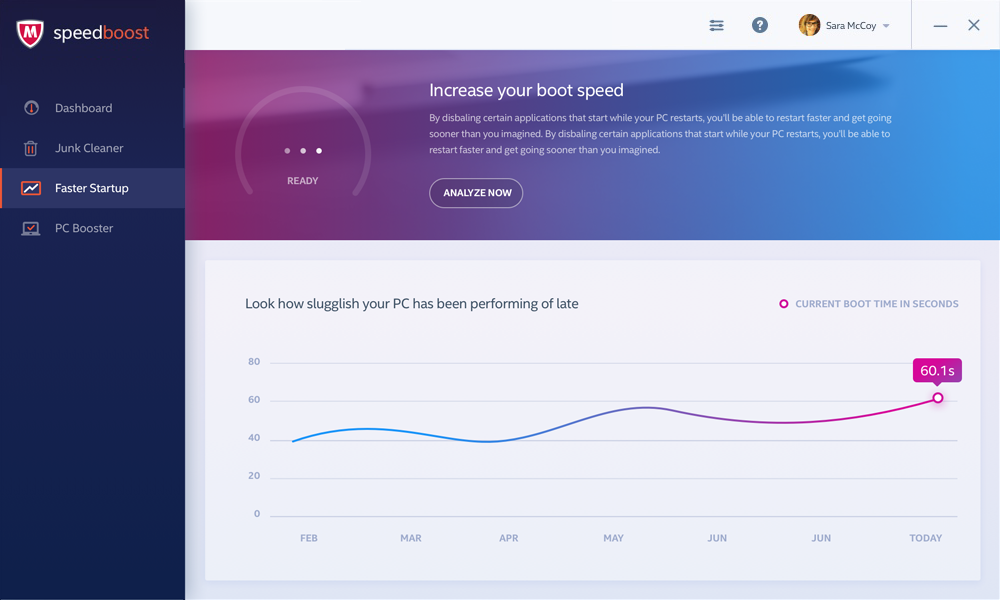 speedboost
Sara McCoy
Dashboard
Junk Cleaner
Faster Startup
PC Booster
READY
Increase your boot speed
By disbaling certain applications that start while your PC restarts, you'll be able to restart faster and get going
sooner than you imagined. By disbaling certain applications that start while your PC restarts, you'll be able to
restart faster and get going sooner than you imagined.
ANALYZE NOW
Look how slugglish your PC has been performing of late
CURRENT BOOT TIME IN SECONDS
80
60.1s
60
40
20
0
FEB MAR APR MAY JUN JUN TODAY